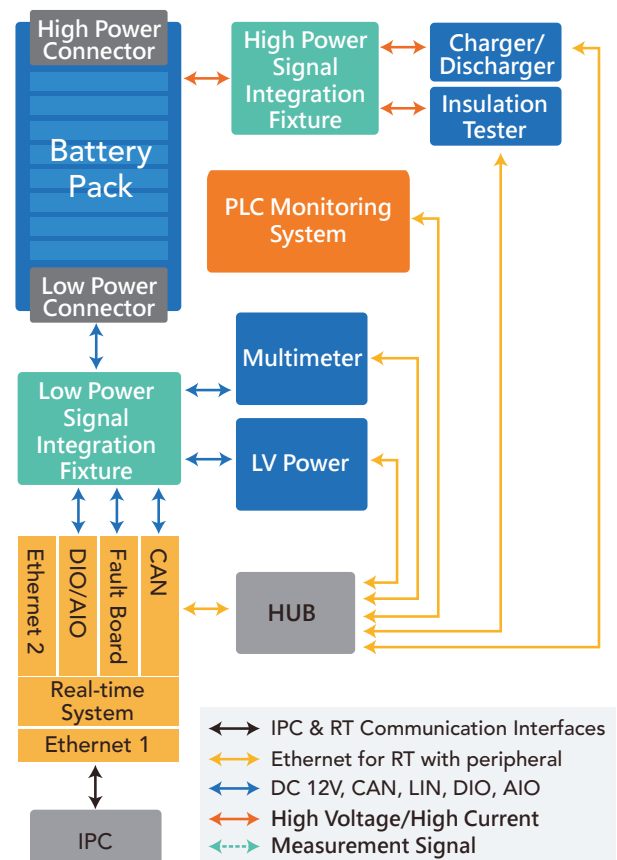 High Power
Connector
Battery
Pack
Low Power
Connector
High Power
Signal
Integration
Fixture
Charger/
Discharger
Insulation
Tester
PLC Monitoring
System
Multimeter
Low Power
Signal
Integration
Fixture
LV Power
Ethernet 2
DIO/AIO
Fault Board
CAN
HUB
Real-time
System
Ethernet 1
IPC
IPC & RT Communication Interfaces
Ethernet for RT with peripheral
DC 12V, CAN, LIN, DIO, AIO
High Voltage/High Current
Measurement Signal